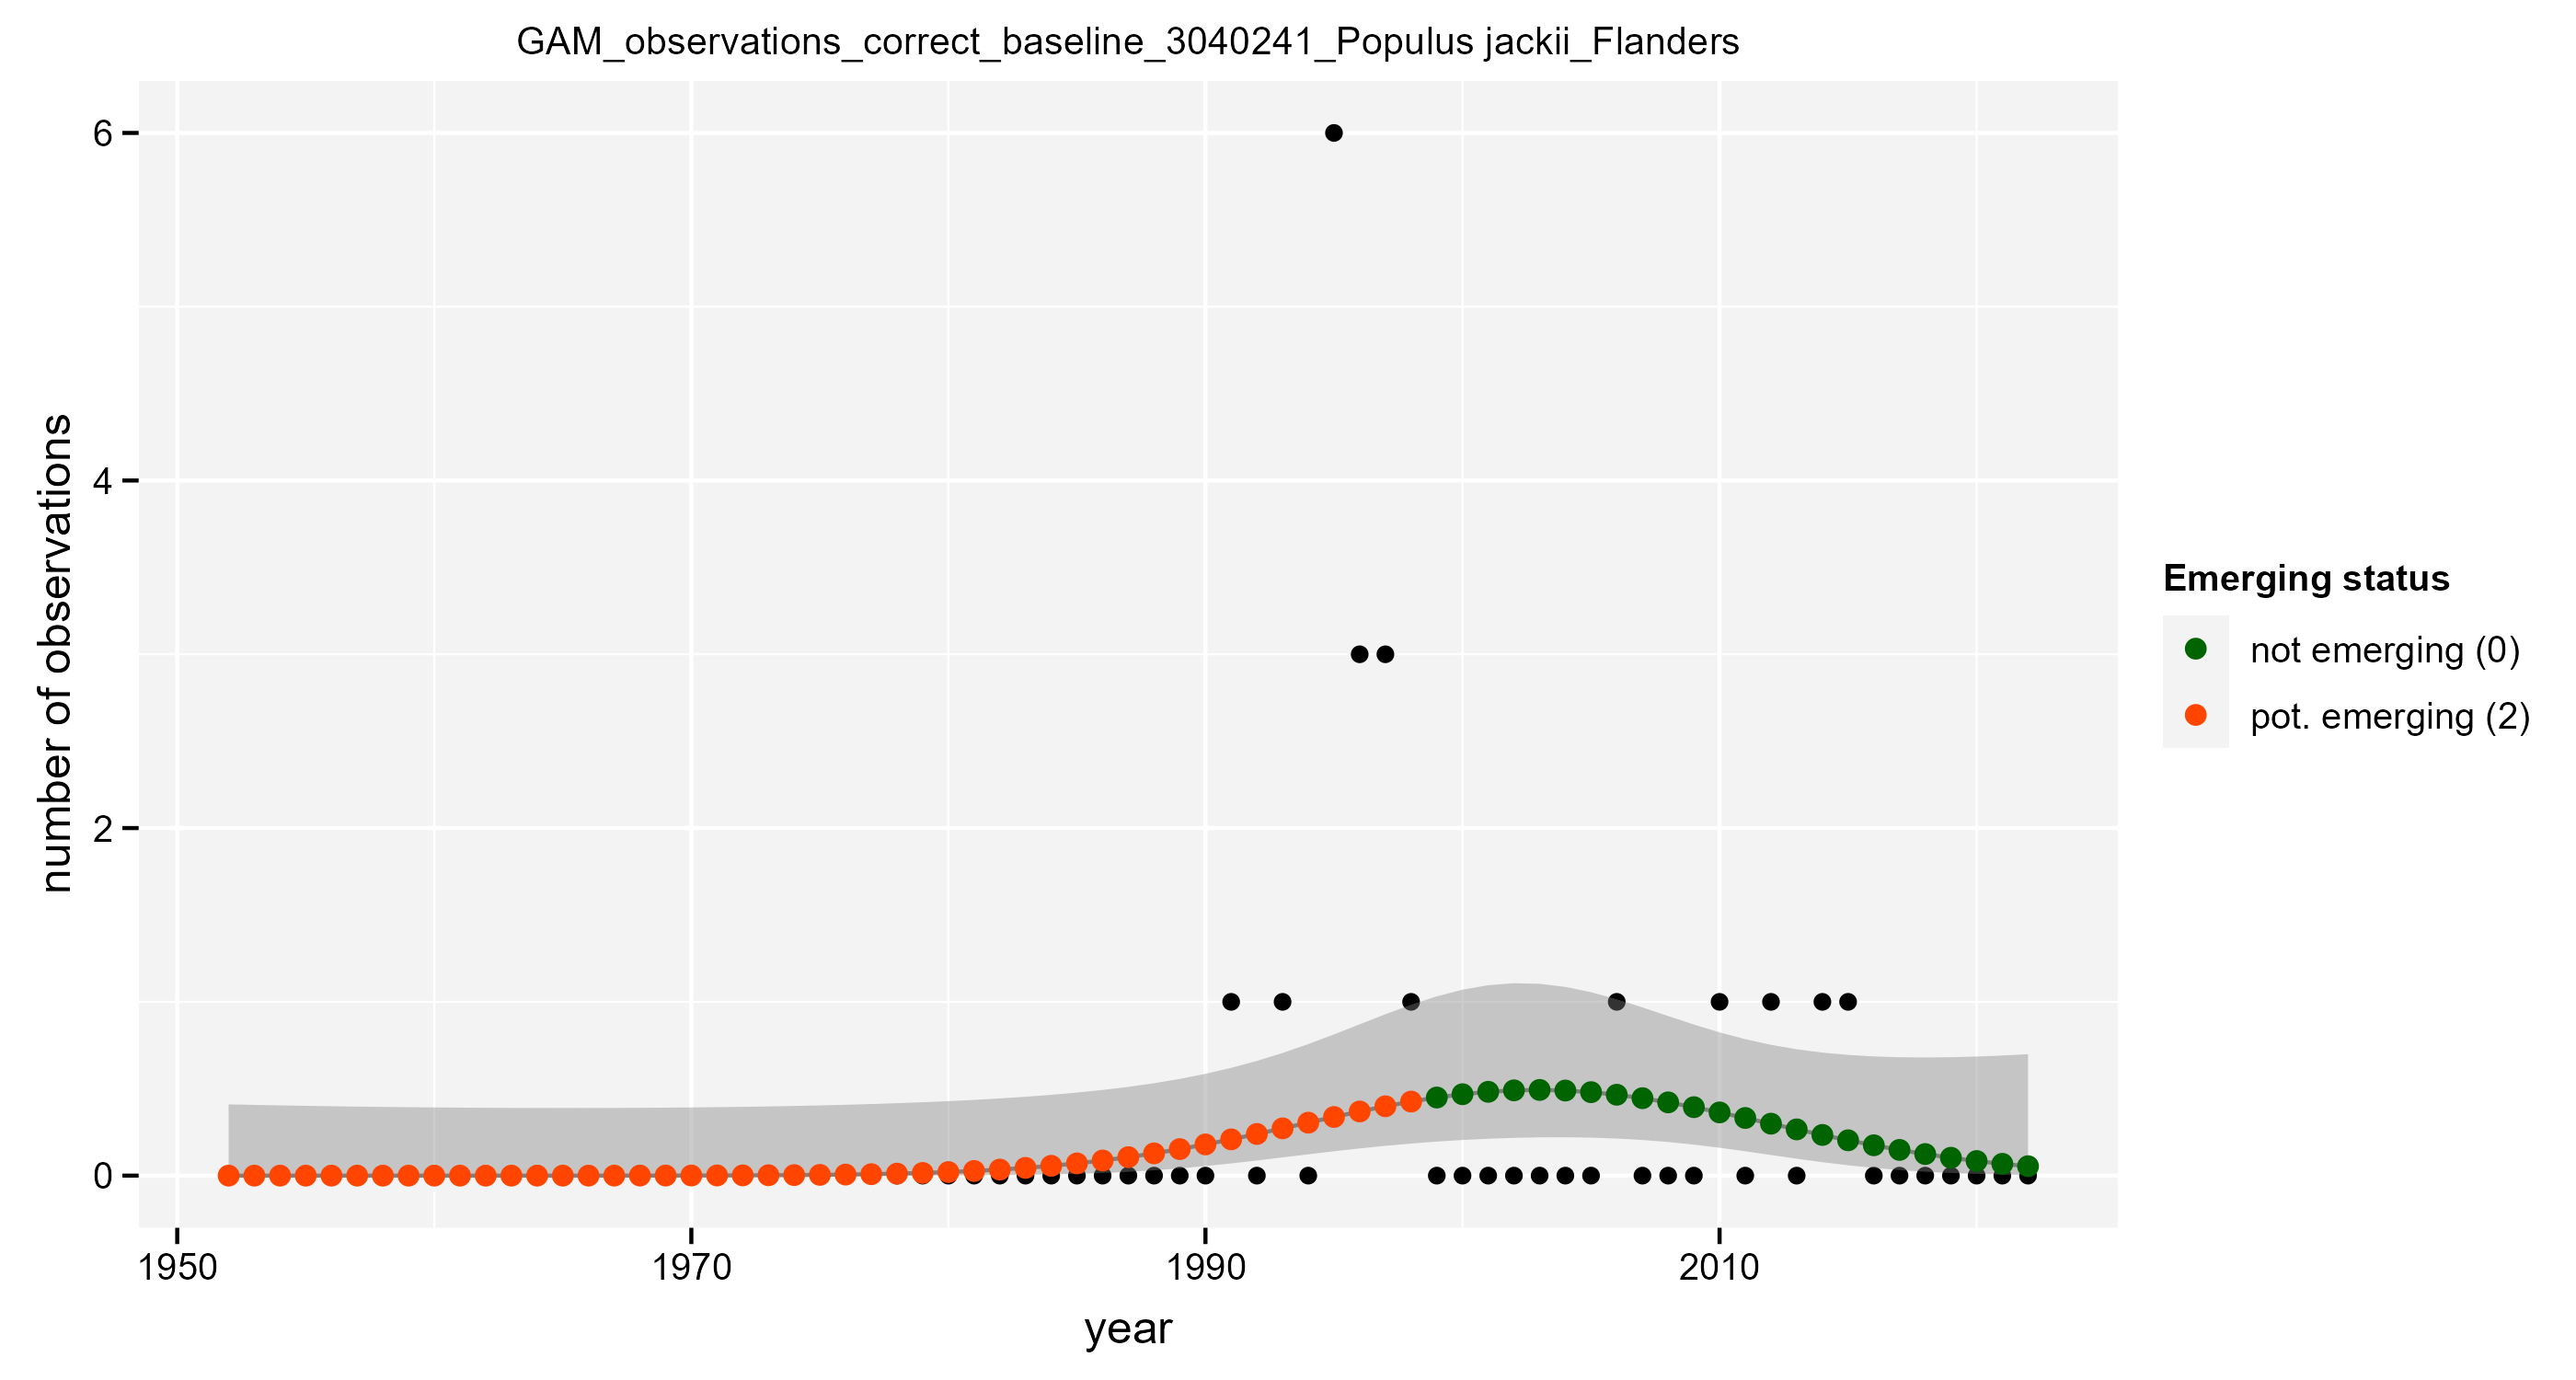 GAM_observations_correct_baseline_3040241_Populus jackii_Flanders
number of observations
6
4
2
0
1950 1970 1990 2010
year
Emerging status
not emerging (0)
pot. emerging (2)